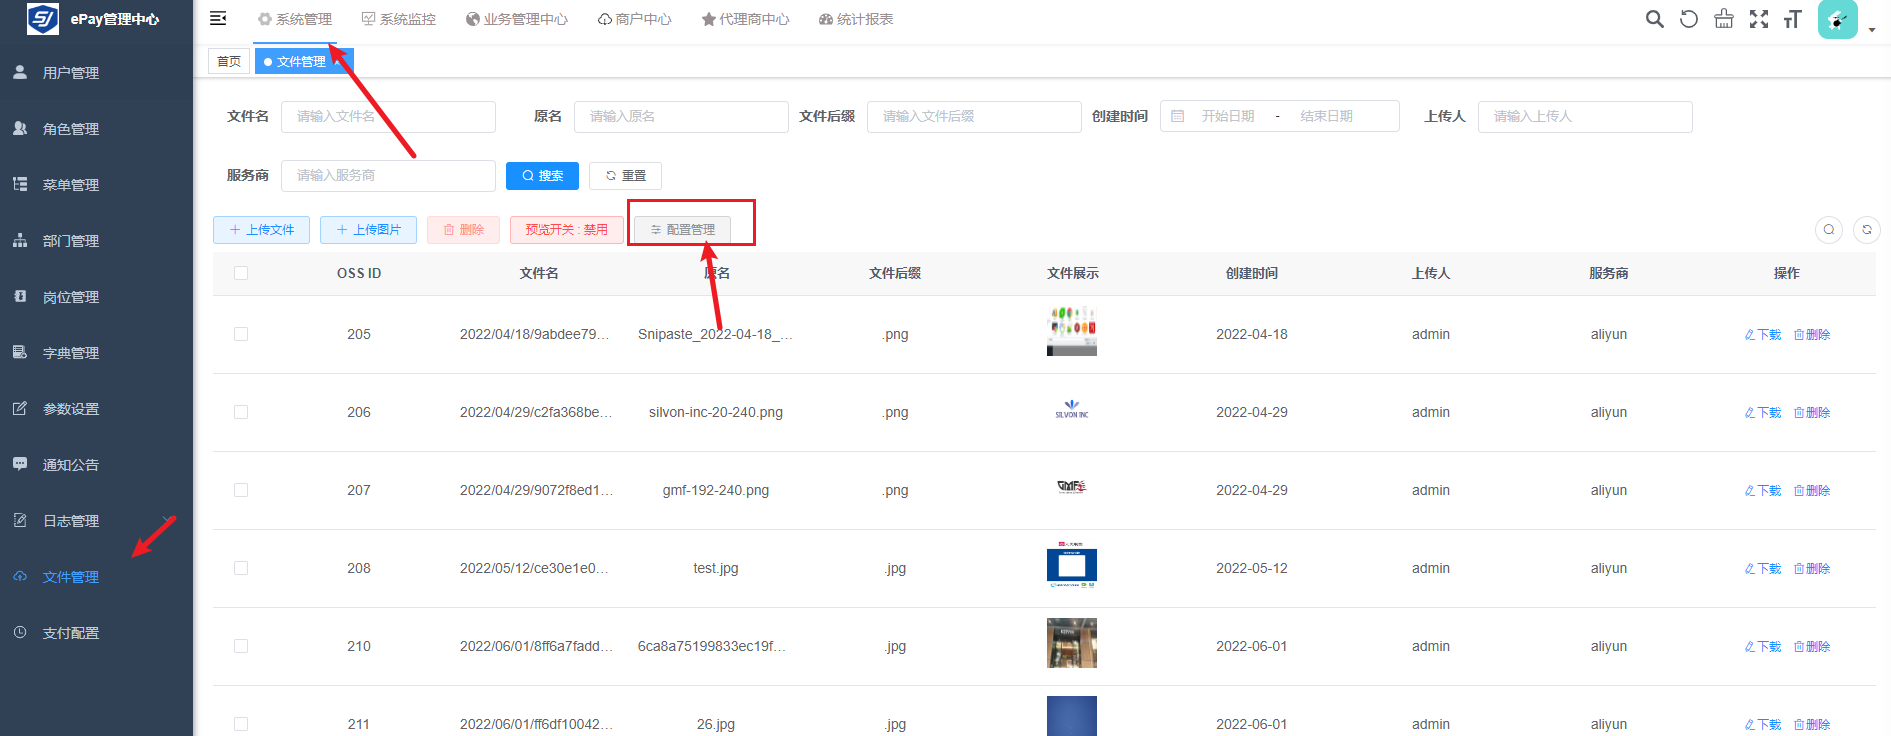 ePay管理中心
系统管理
系统监控
业务管理中心
商户中心
代理商中心
统计报表
首页
文件管理
用户管理
角色管理
菜单管理
部门管理
岗位管理
字典管理
参数设置
通知公告
日志管理
文件管理
支付配置
文件名 请输入文件名
原名 请输入原名
文件后缀 请输入文件后缀
创建时间 开始日期 - 结束日期
上传人 请输入上传人
服务商 请输入服务商
搜索
重置
上传文件
上传图片
删除
预览开关 : 禁用
配置管理
OSS ID 文件名 原名 文件后缀 文件展示 创建时间 上传人 服务商 操作
205 2022/04/18/9abdee79... Snipaste_2022-04-18_... .png 2022-04-18 admin aliyun 下载 删除
206 2022/04/29/c2fa368be... silvon-inc-20-240.png .png SILVON INC 2022-04-29 admin aliyun 下载 删除
207 2022/04/29/9072f8ed1... gmf-192-240.png .png GMF 2022-04-29 admin aliyun 下载 删除
208 2022/05/12/ce30e1e0... test.jpg .jpg 2022-05-12 admin aliyun 下载 删除
210 2022/06/01/8ff6a7fadd... 6ca8a75199833ec19f... .jpg 2022-06-01 admin aliyun 下载 删除
211 2022/06/01/ff6df10042... 26.jpg .jpg 2022-06-01 admin aliyun 下载 删除